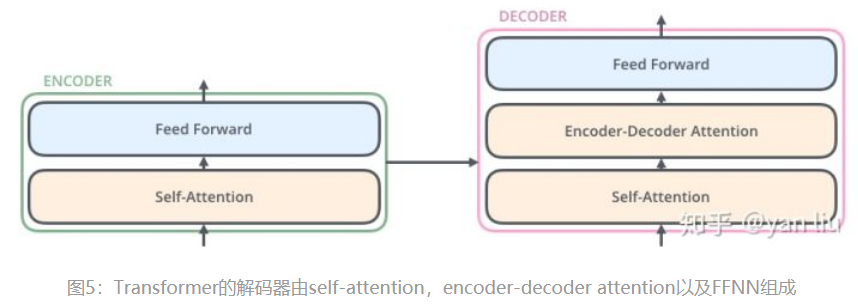 DECODER
ENCODER
Feed Forward
Feed Forward
Encoder-Decoder Attention
Self-Attention
Self-Attention
知乎 @yan liu
图5：Transformer的解码器由self-attention，encoder-decoder attention以及FFNN组成